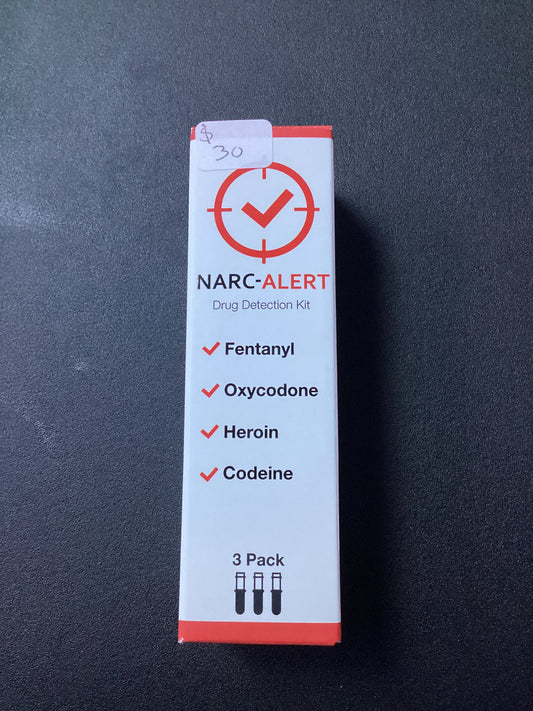 $
30
NARC-ALERT
Drug Detection Kit
Fentanyl
Oxycodone
Heroin
Codeine
3 Pack